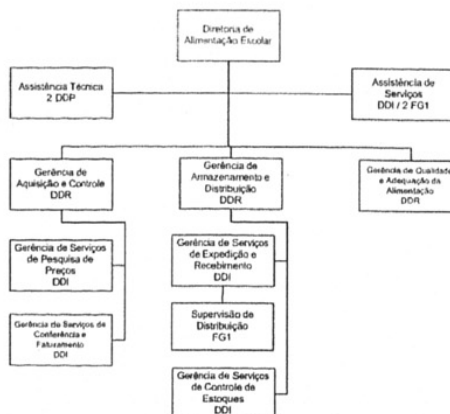 Diretoria de
Alimentação Escolar
Assistência Técnica
2 DDP
Assistência de
Serviços
DDI / 2 FG1
Gerência de
Aquisição e Controle
DDR
Gerência de
Armazenamento e
Distribuição
DDR
Gerência de Qualidade
e Adequação da
Alimentação
DDR
Gerência de Serviços
de Pesquisa de
Preços
DDI
Gerência de Serviços
de Expedição e
Recebimento
DDI
Gerência de Serviços de
Conferência e
Faturamento
DDI
Supervisão de
Distribuição
FG1
Gerência de Serviços
de Controle de
Estoques
DDI